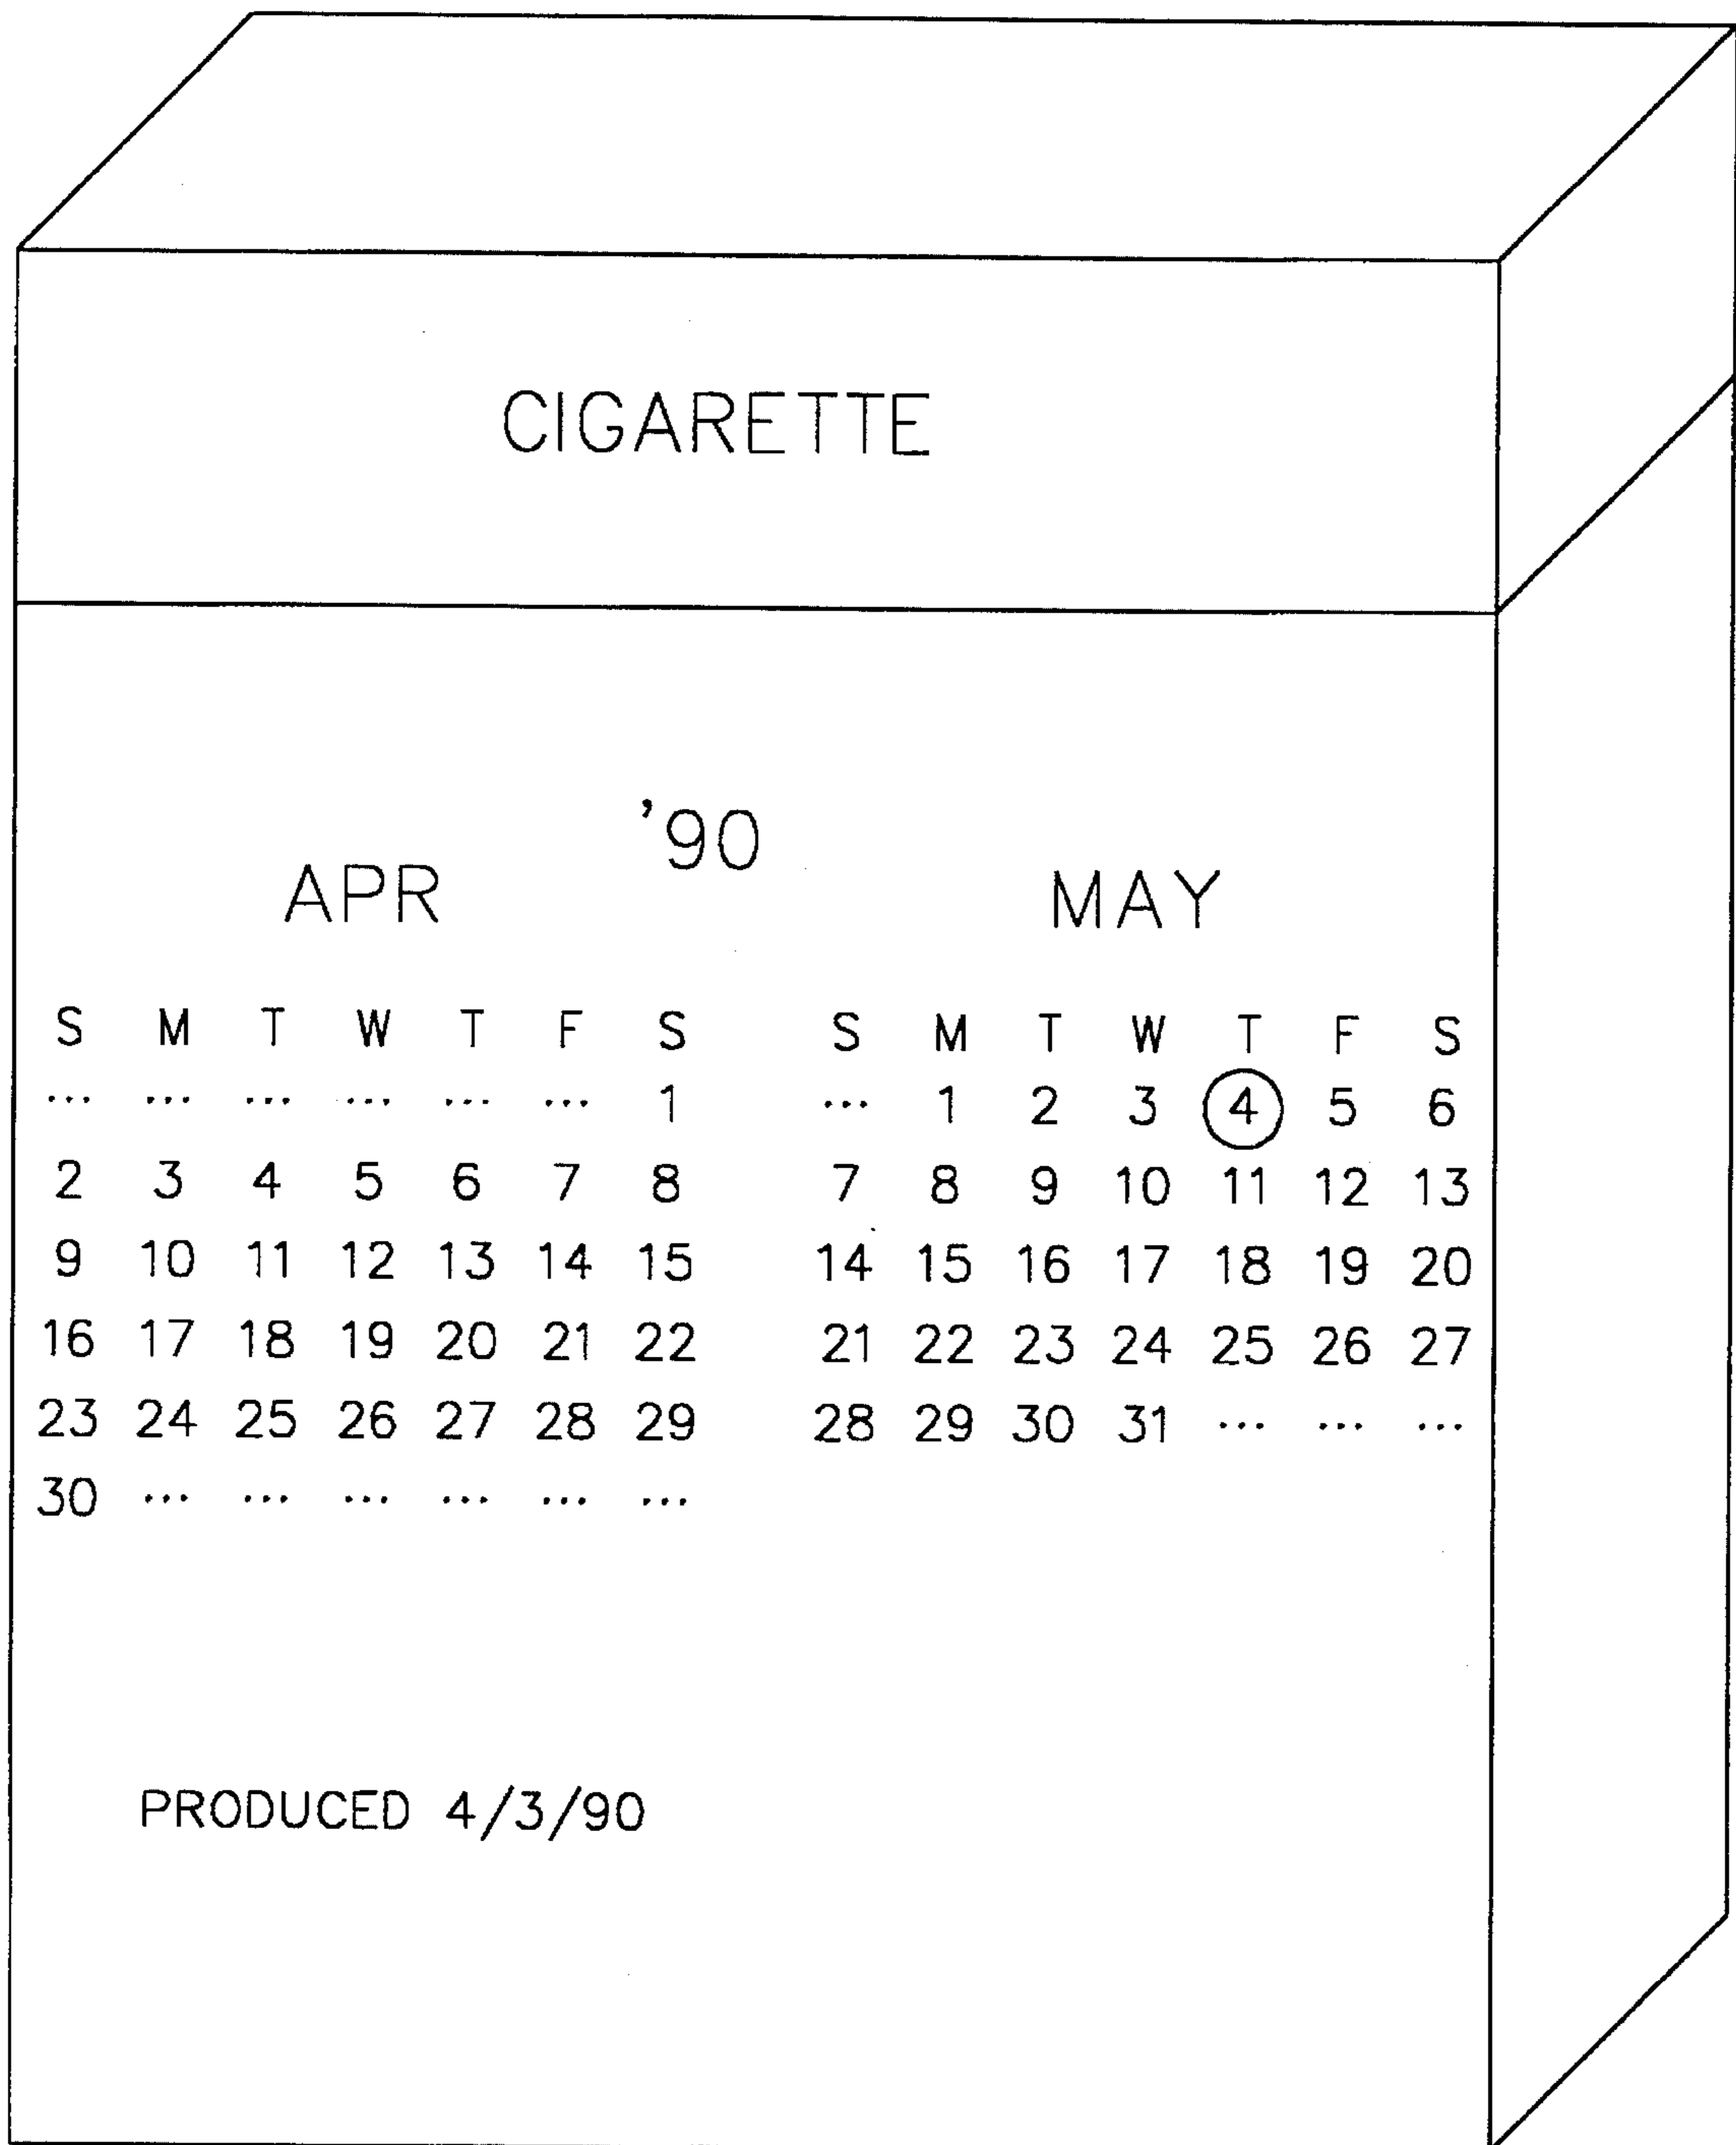 CIGARETTE
'90
APR MAY
S M T W T F S S M T W T F S
... ... ... ... ... ... 1 ... 1 2 3 4 5 6
2 3 4 5 6 7 8 7 8 9 10 11 12 13
9 10 11 12 13 14 15 14 15 16 17 18 19 20
16 17 18 19 20 21 22 21 22 23 24 25 26 27
23 24 25 26 27 28 29 28 29 30 31 ... ... ...
30 ... ... ... ... ... ...
PRODUCED 4/3/90